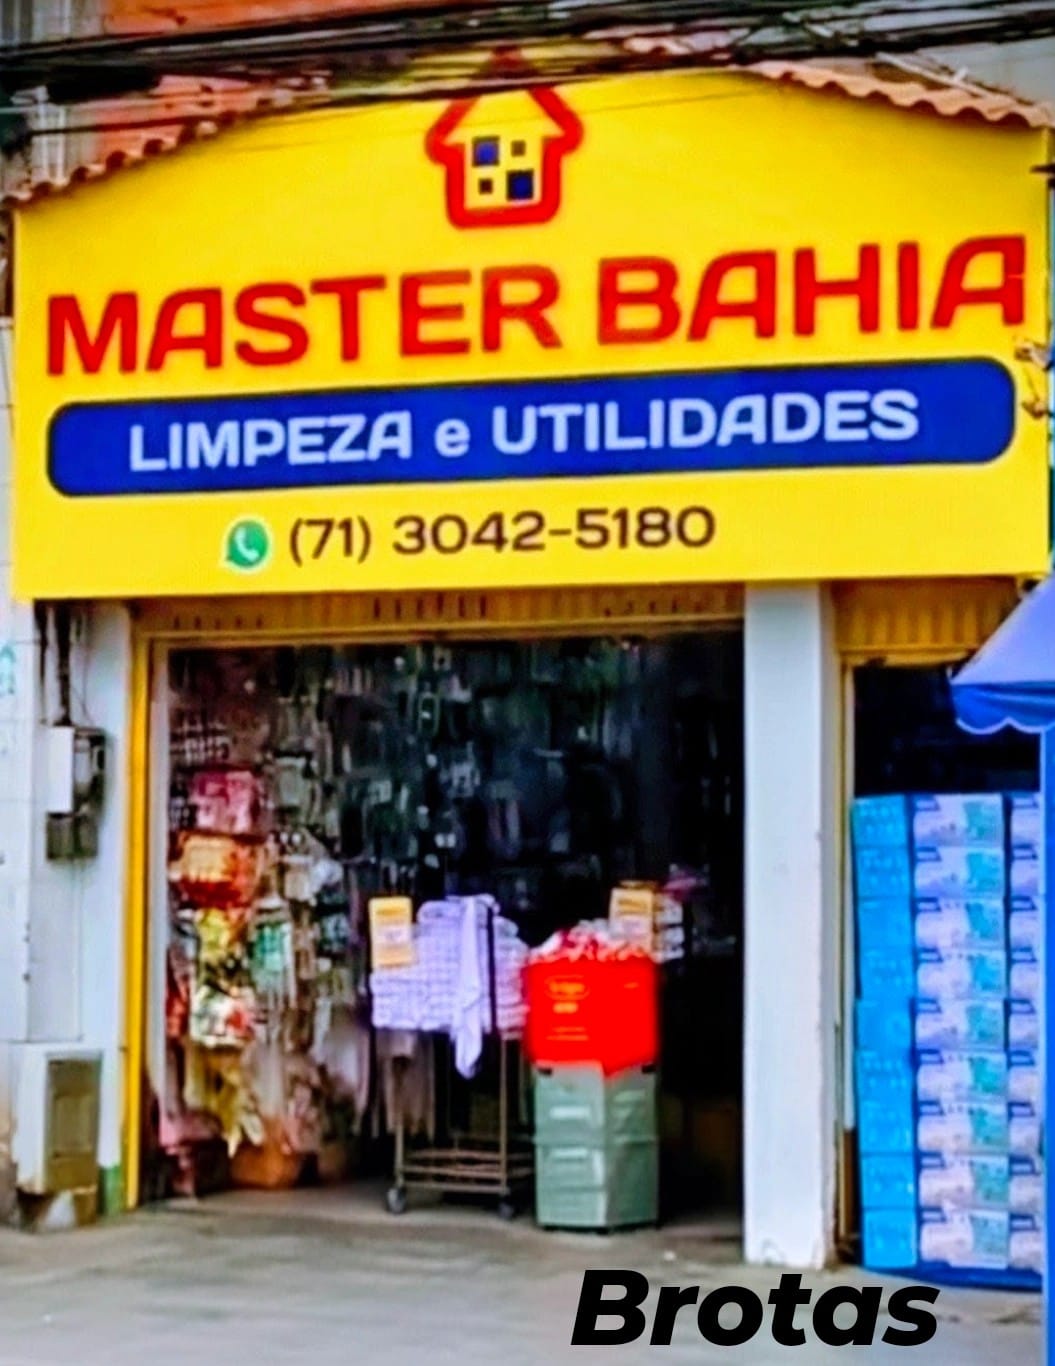 MASTER BAHIA
LIMPEZA e UTILIDADES
(71) 3042-5180
Brotas